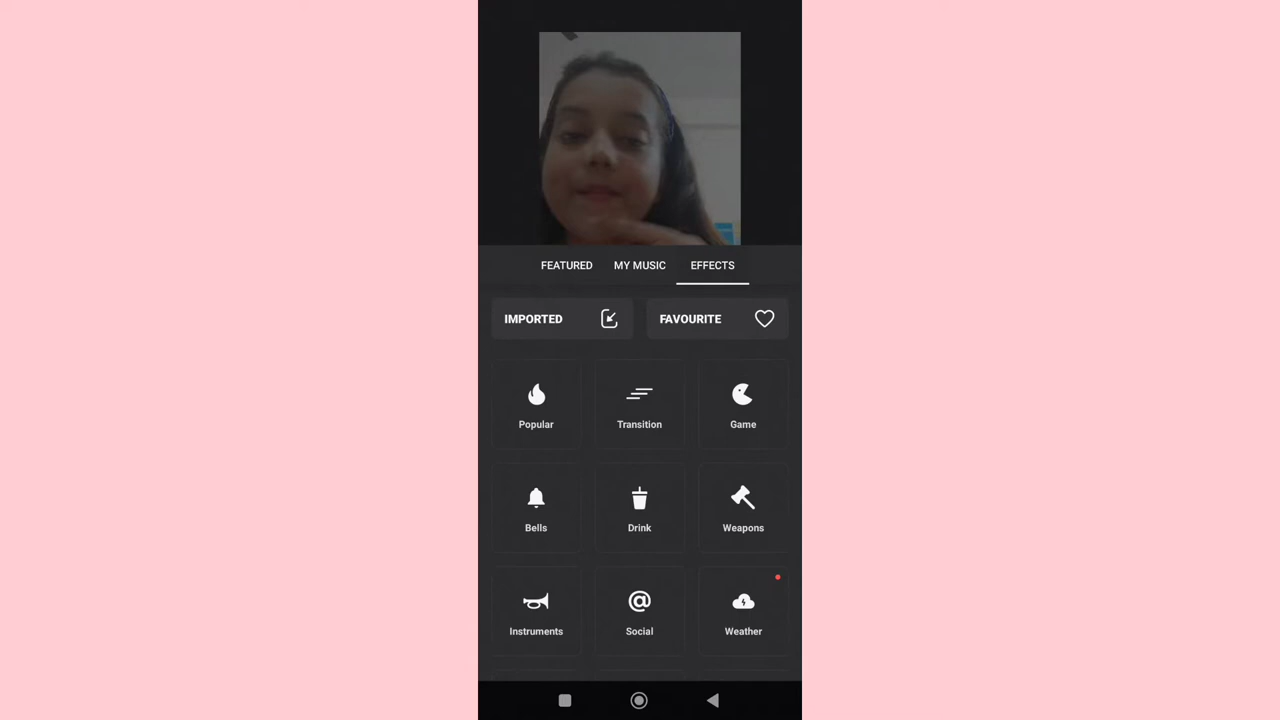 FEATURED MY MUSIC EFFECTS
IMPORTED FAVOURITE
Popular Transition Game
Bells Drink Weapons
Instruments Social Weather